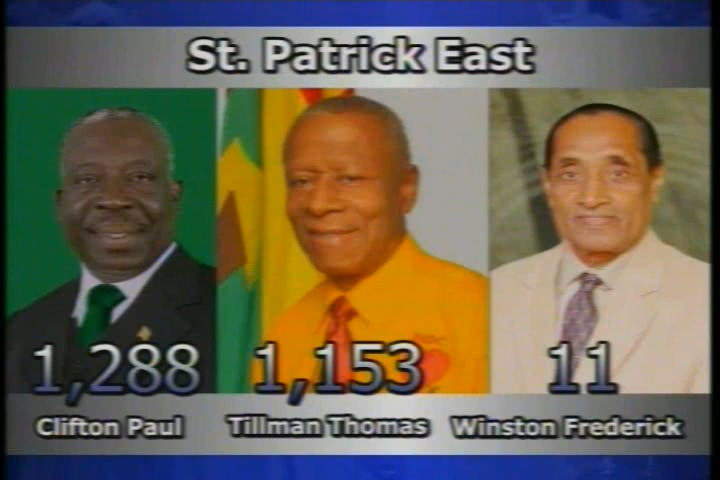 St. Patrick East
1,288 1,153 11
Clifton Paul Tillman Thomas Winston Frederick